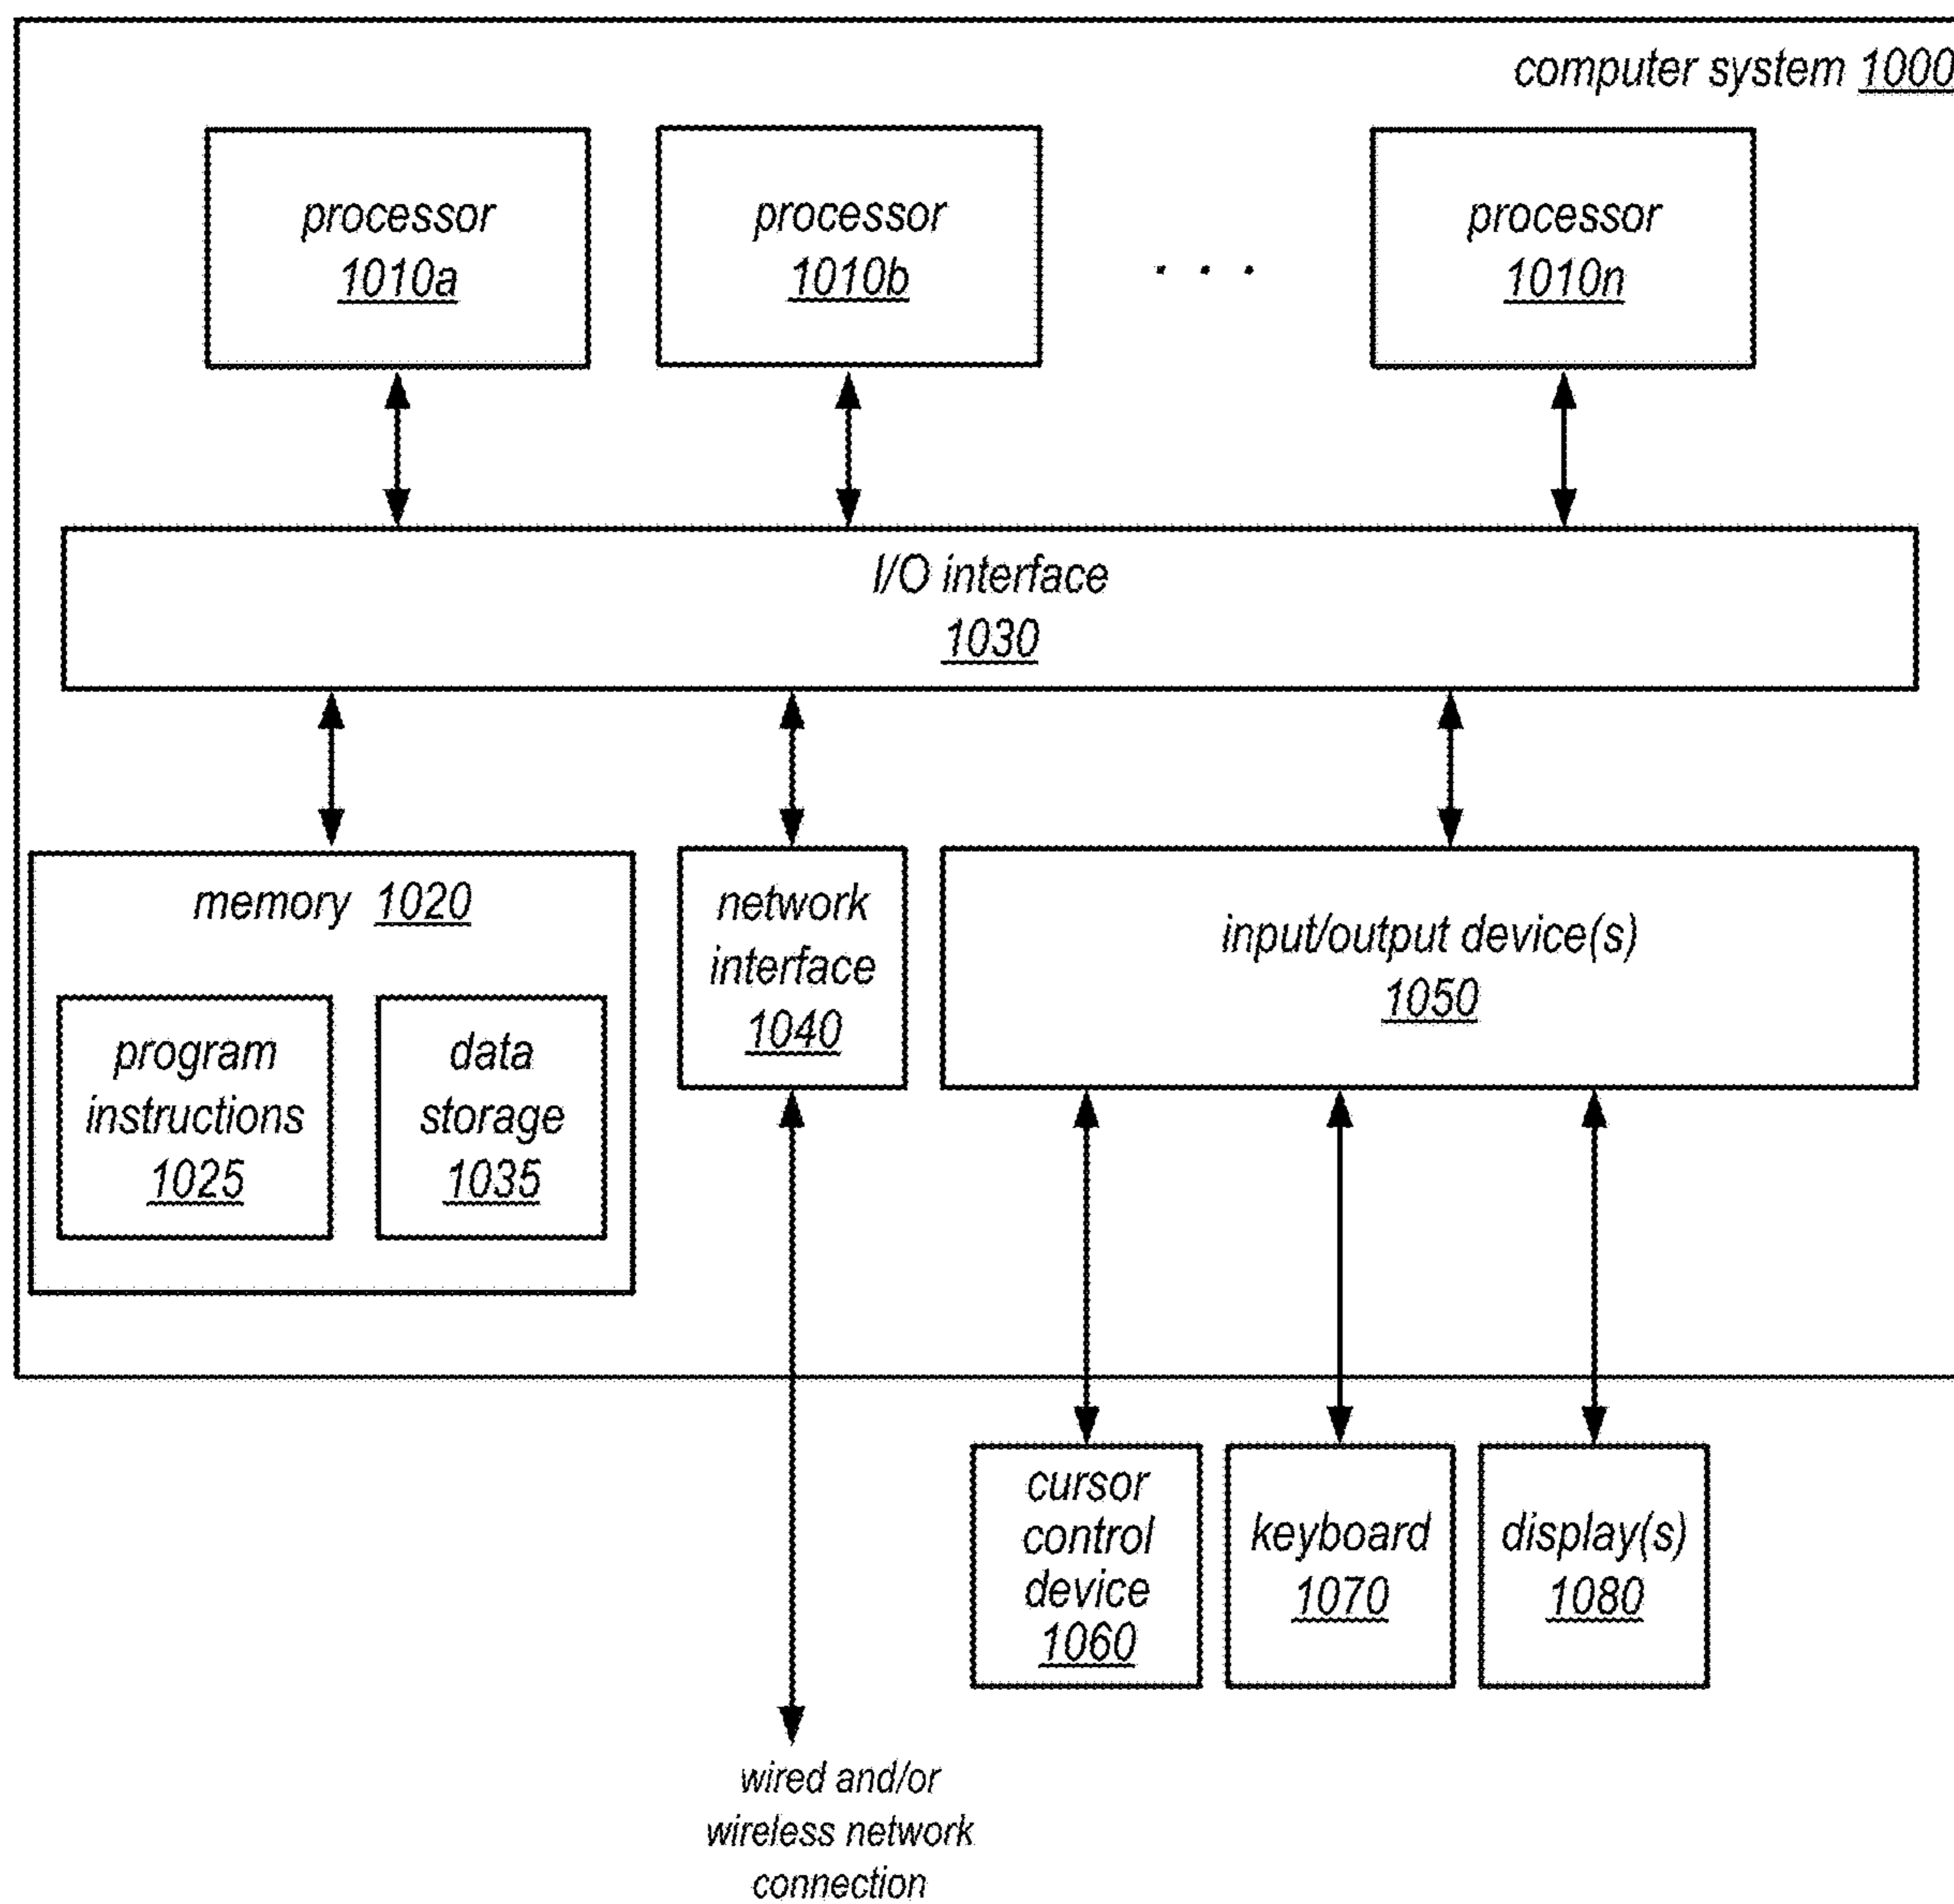 computer system 1000
processor
1010a
processor
1010b
. . .
processor
1010n
I/O interface
1030
memory 1020
program
instructions
1025
data
storage
1035
network
interface
1040
input/output device(s)
1050
cursor
control
device
1060
keyboard
1070
display(s)
1080
wired and/or
wireless network
connection